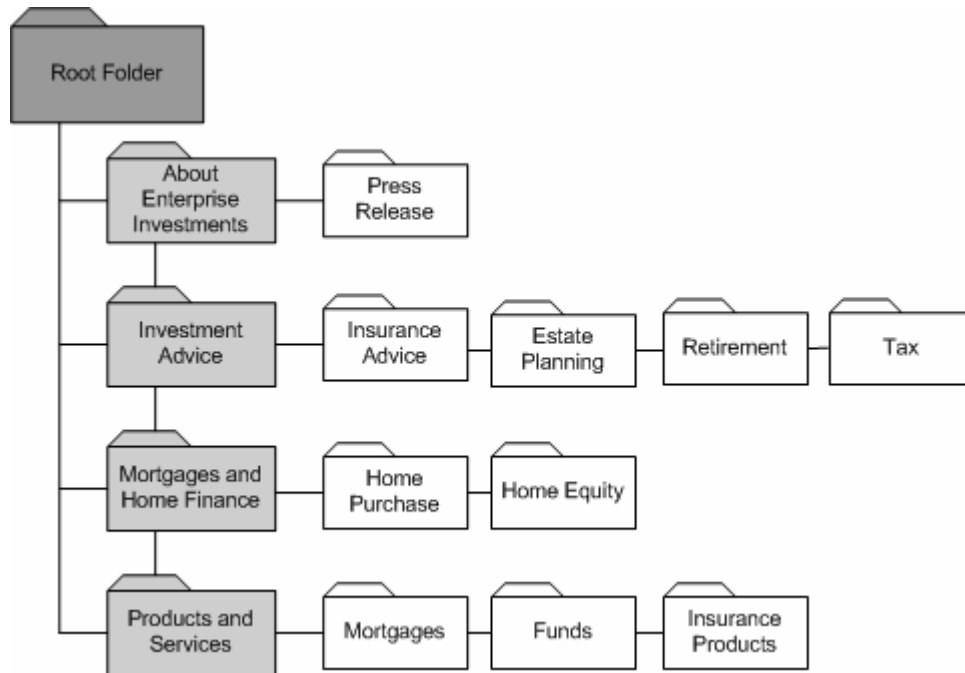 Root Folder
About
Enterprise
Investments
Press
Release
Investment
Advice
Insurance
Advice
Estate
Planning
Retirement
Tax
Mortgages and
Home Finance
Home
Purchase
Home Equity
Products and
Services
Mortgages
Funds
Insurance
Products